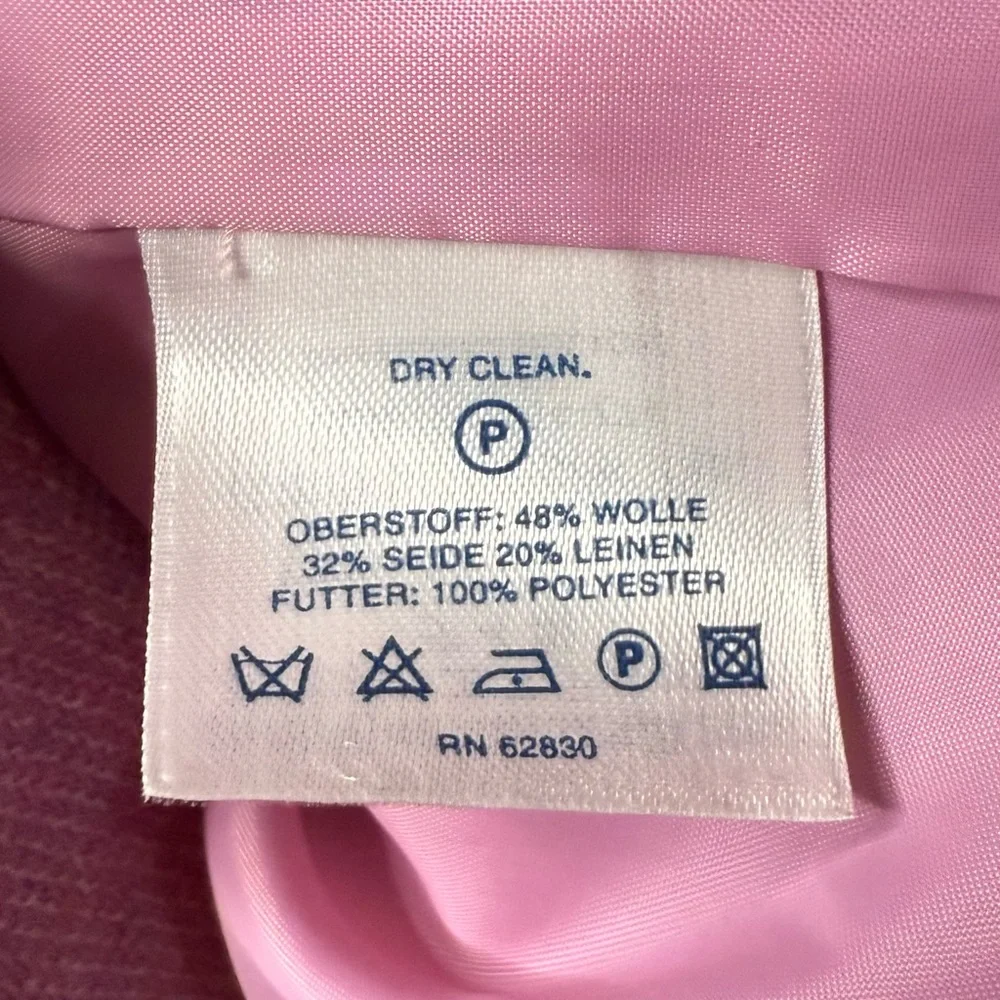 DRY CLEAN.
P
OBERSTOFF: 48% WOLLE
32% SEIDE 20% LEINEN
FUTTER: 100% POLYESTER
P
RN 62830